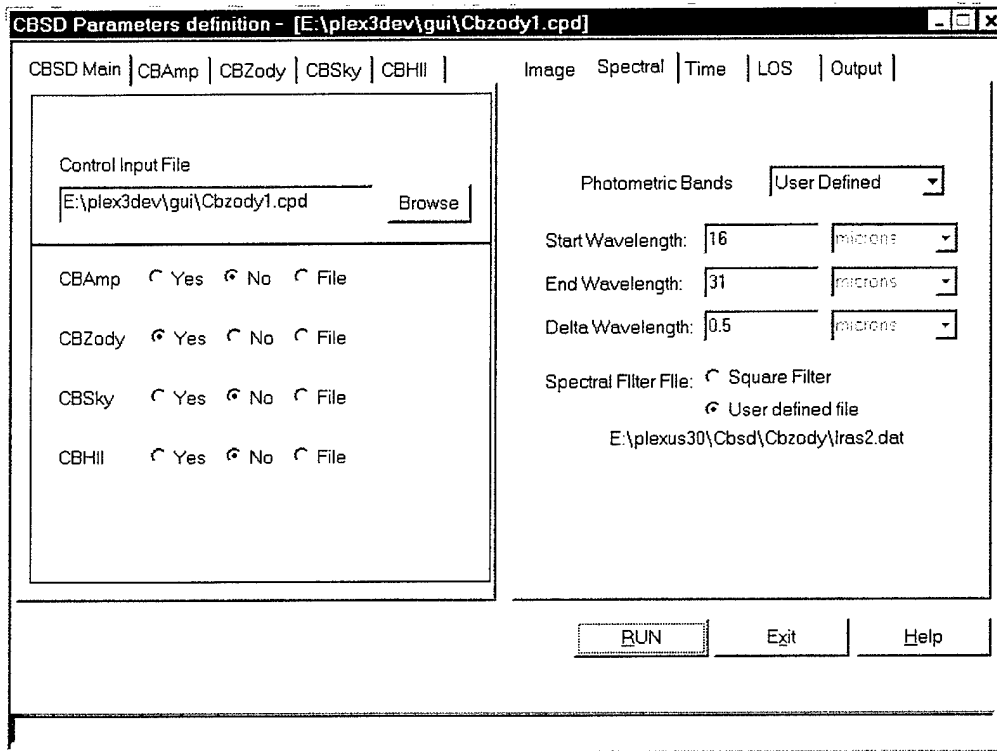 CBSD Parameters definition - [E:\plex3dev\gui\Cbzody1.cpd]
CBSD Main CBAmp CBZody CBSky CBHII
Control Input File
E:\plex3dev\gui\Cbzody1.cpd Browse
CBAmp Yes No File
CBZody Yes No File
CBSky Yes No File
CBHII Yes No File
Image Spectral Time LOS Output
Photometric Bands User Defined
Start Wavelength: 16 microns
End Wavelength: 31 microns
Delta Wavelength: 0.5 microns
Spectral Filter File: Square Filter
User defined file
E:\plexus30\Cbsd\Cbzody\Iras2.dat
RUN Exit Help